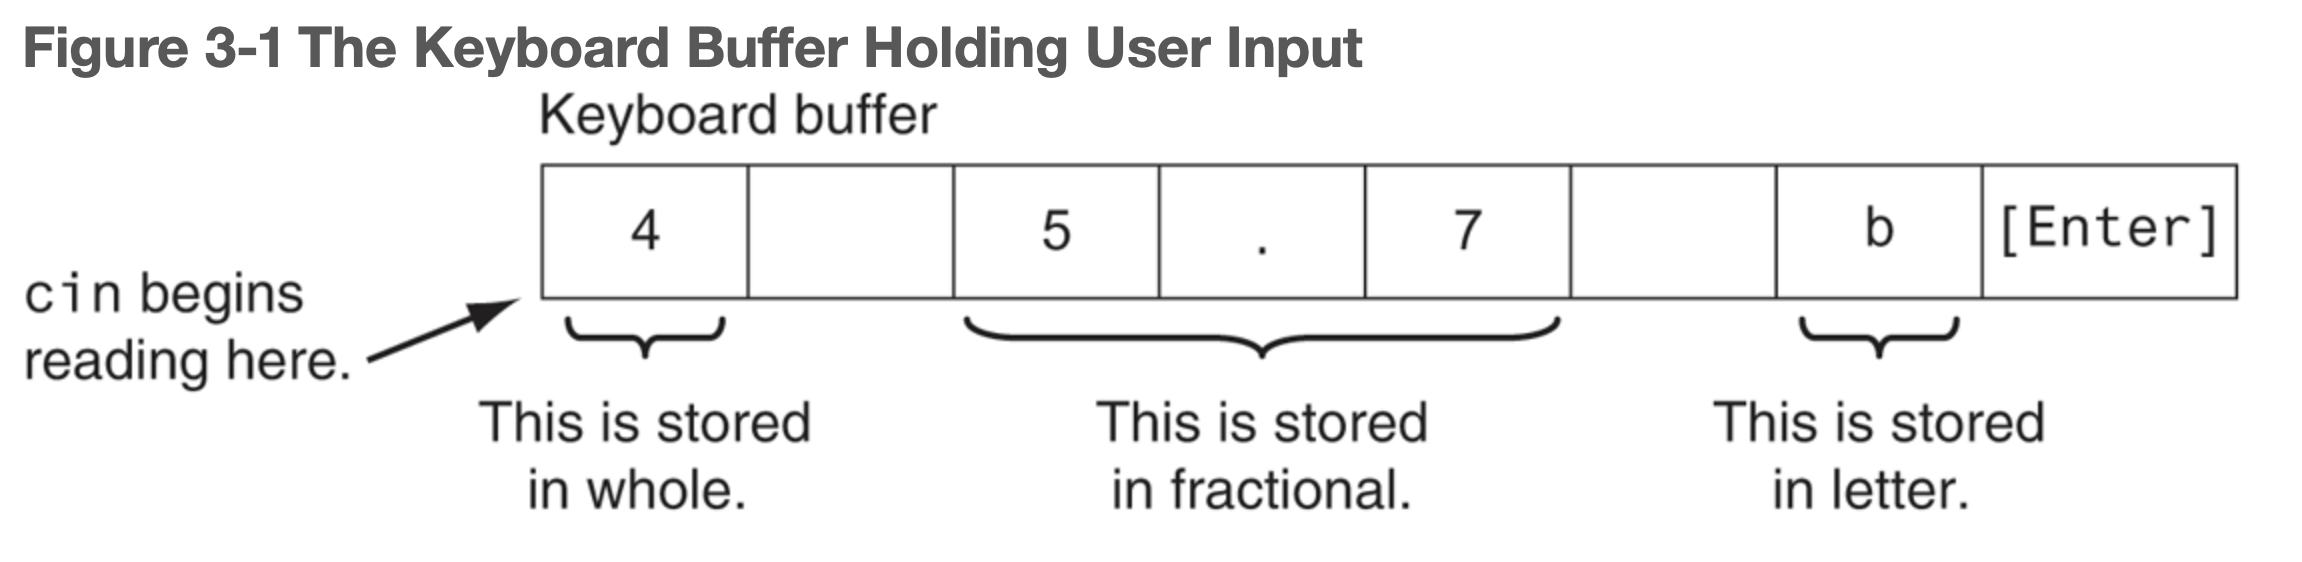 Figure 3-1 The Keyboard Buffer Holding User Input
Keyboard buffer
4 5 . 7 b [Enter]
cin begins
reading here.
This is stored
in whole.
This is stored
in fractional.
This is stored
in letter.